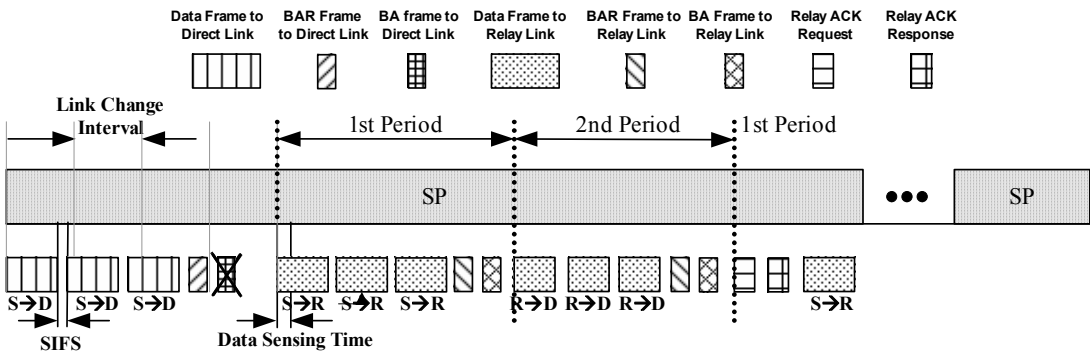 Data Frame to
Direct Link
BAR Frame
to Direct Link
BA frame to
Direct Link
Data Frame to
Relay Link
BAR Frame to
Relay Link
BA Frame to
Relay Link
Relay ACK
Request
Relay ACK
Response
Link Change
Interval
1st Period
2nd Period
1st Period
SP
SP
S→D
S→D
S→D
S→R
S→R
S→R
R→D
R→D
R→D
S→R
SIFS
Data Sensing Time